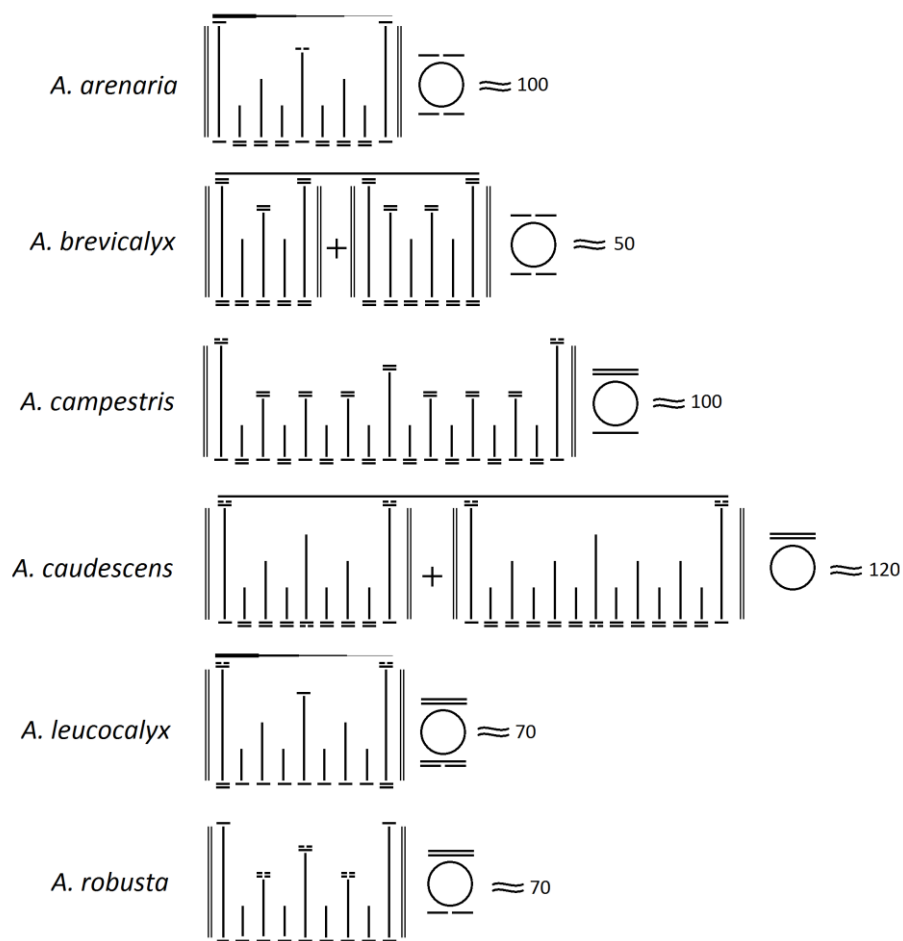 A. arenaria 100
A. brevicalyx + 50
A. campestris 100
A. caudescens + 120
A. leucocalyx 70
A. robusta 70